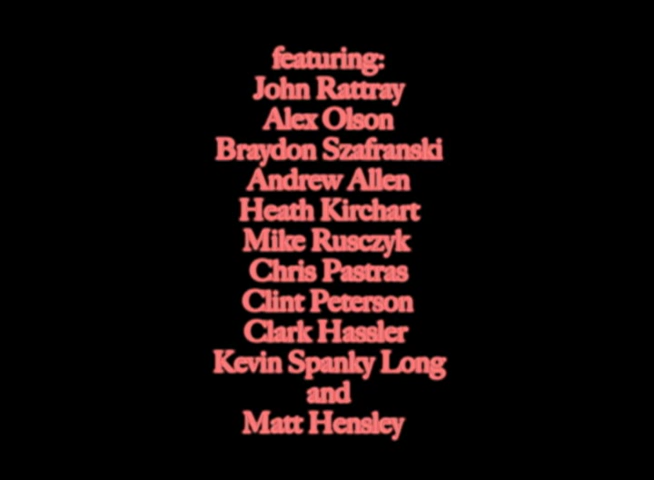 featuring:
John Rattray
Alex Olson
Braydon Szafranski
Andrew Allen
Heath Kirchart
Mike Rusczyk
Chris Pastras
Clint Peterson
Clark Hassler
Kevin Spanky Long
and
Matt Hensley